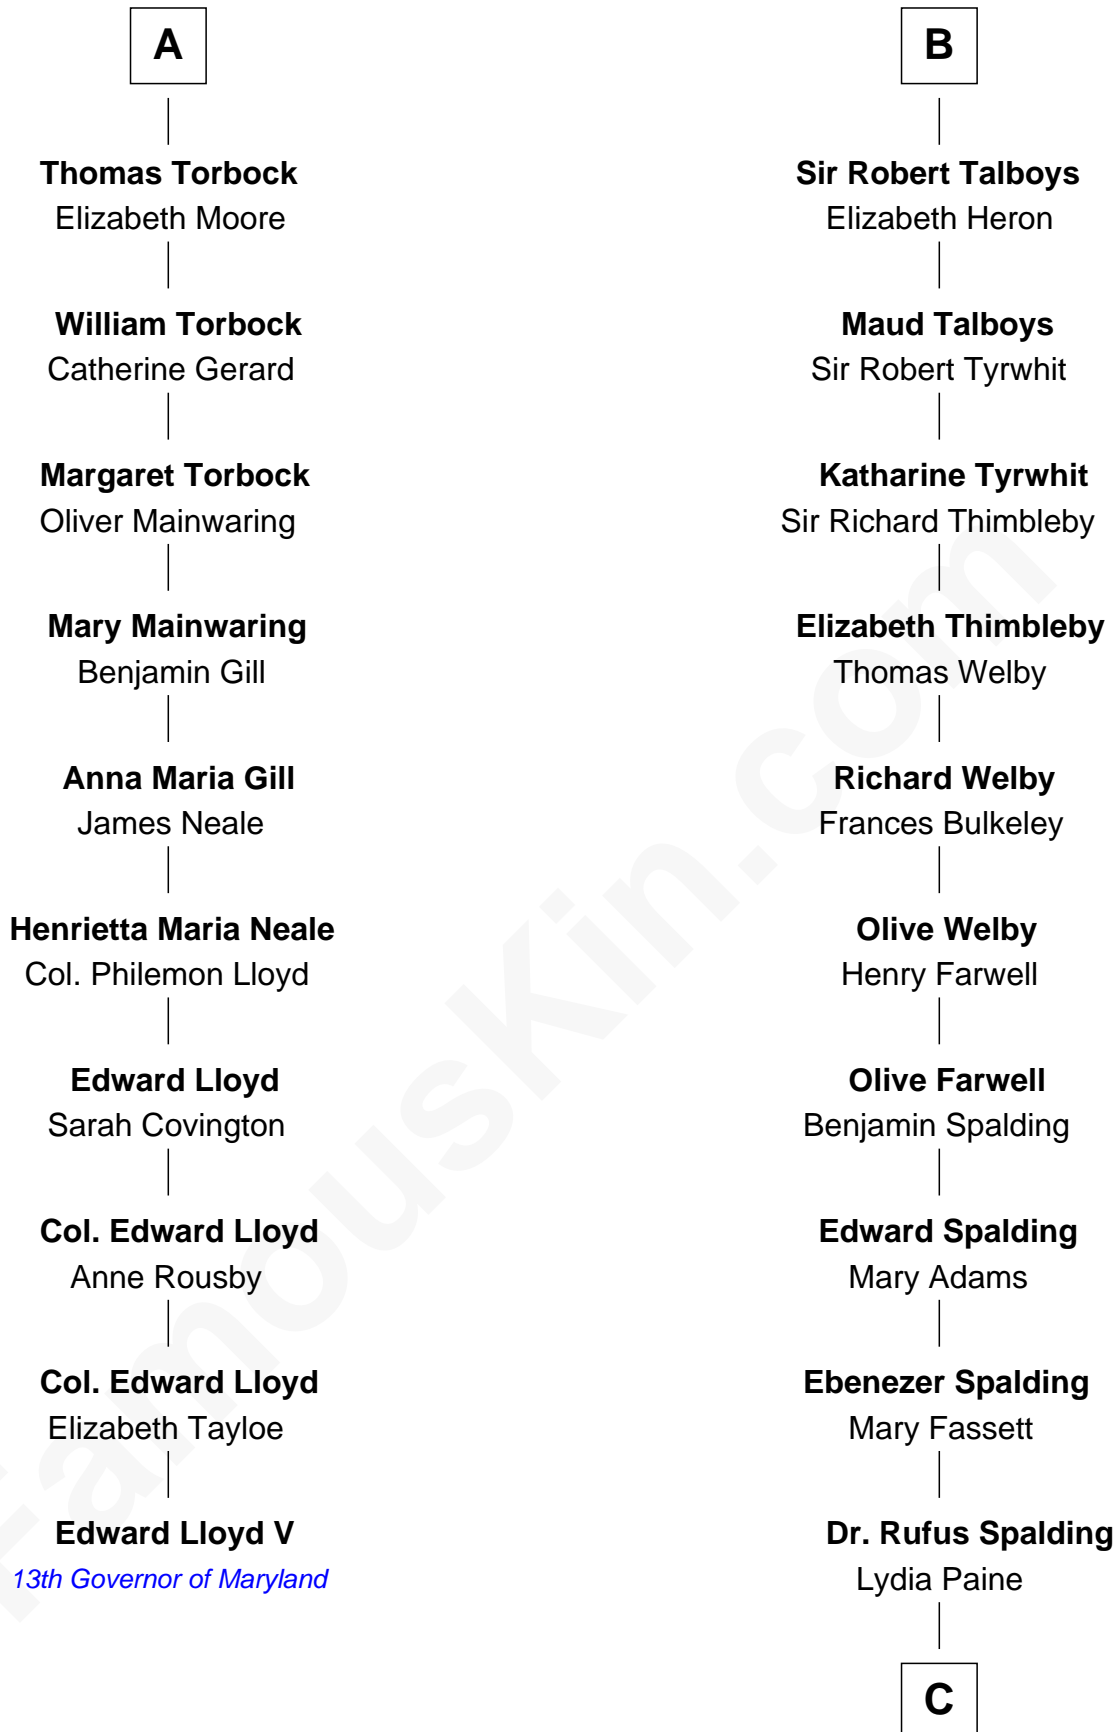 A
Thomas Torbock
Elizabeth Moore
William Torbock
Catherine Gerard
Margaret Torbock
Oliver Mainwaring
Mary Mainwaring
Benjamin Gill
Anna Maria Gill
James Neale
Henrietta Maria Neale
Col. Philemon Lloyd
Edward Lloyd
Sarah Covington
Col. Edward Lloyd
Anne Rousby
Col. Edward Lloyd
Elizabeth Tayloe
Edward Lloyd V
13th Governor of Maryland
B
Sir Robert Talboys
Elizabeth Heron
Maud Talboys
Sir Robert Tyrwhit
Katharine Tyrwhit
Sir Richard Thimbleby
Elizabeth Thimbleby
Thomas Welby
Richard Welby
Frances Bulkeley
Olive Welby
Henry Farwell
Olive Farwell
Benjamin Spalding
Edward Spalding
Mary Adams
Ebenezer Spalding
Mary Fassett
Dr. Rufus Spalding
Lydia Paine
C
FamousKin.com